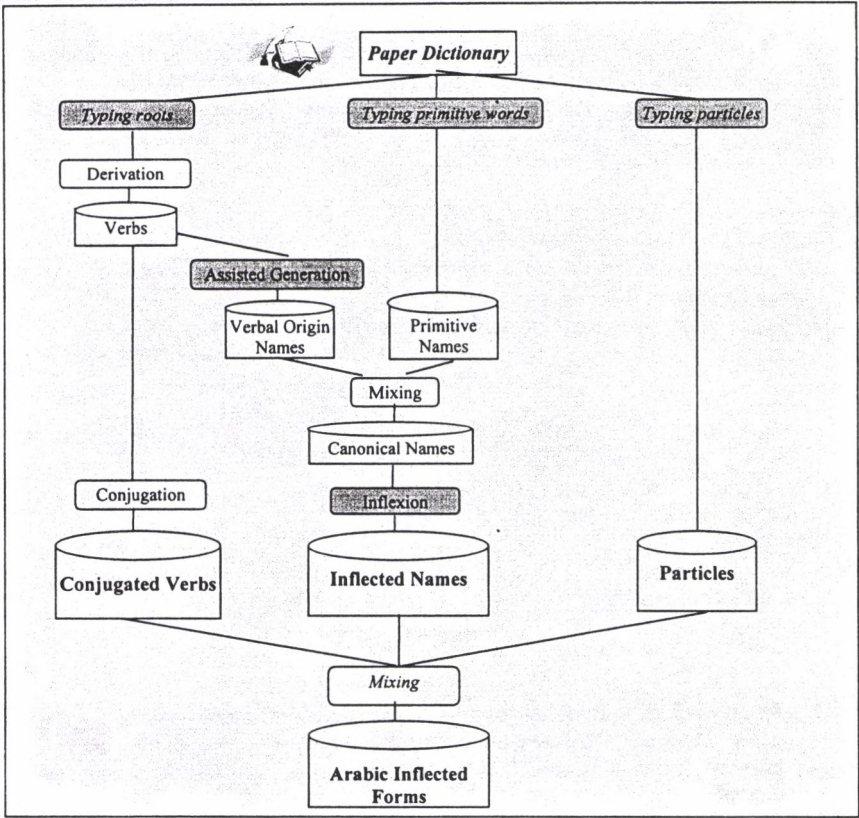 Paper Dictionary
Typing roots
Typing primitive words
Typing particles
Derivation
Verbs
Assisted Generation
Verbal Origin
Names
Primitive
Names
Mixing
Canonical Names
Conjugation
Inflexion
Conjugated Verbs
Inflected Names
Particles
Mixing
Arabic Inflected
Forms